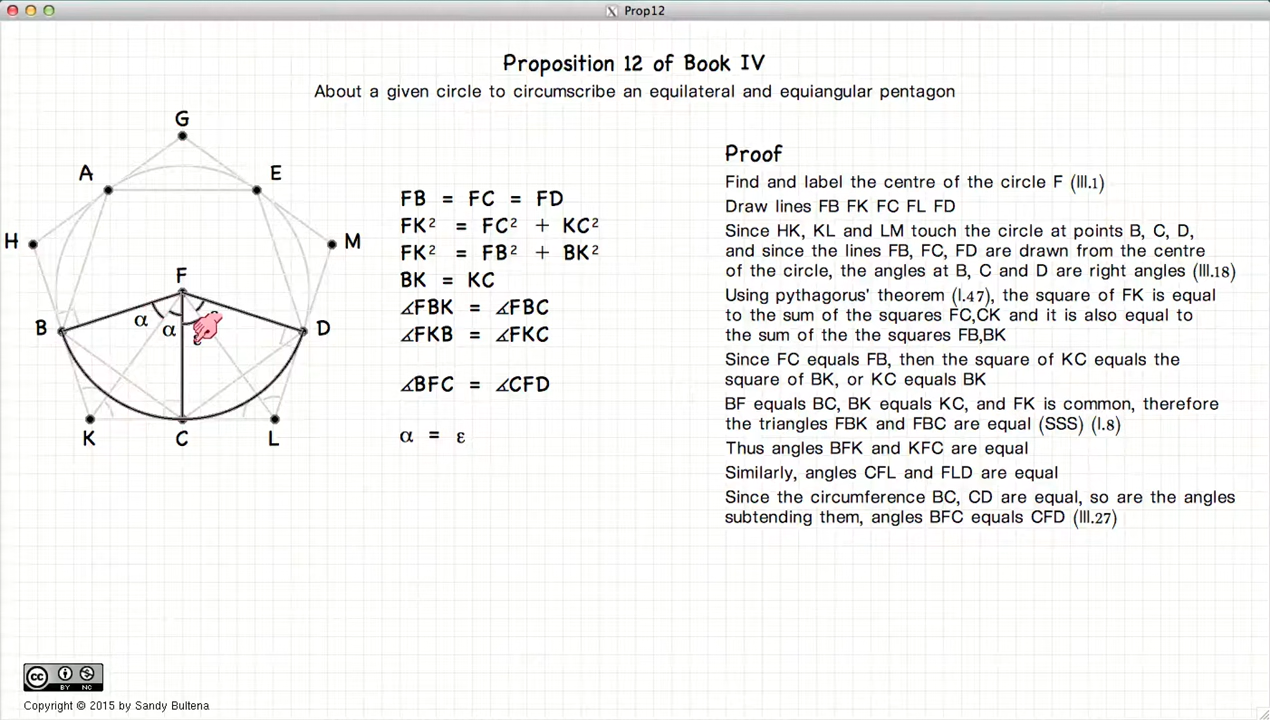 Prop12
Proposition 12 of Book IV
About a given circle to circumscribe an equilateral and equiangular pentagon
G
A
E
H
M
F
B
α
α
D
K
C
L
FB = FC = FD
FK² = FC² + KC²
FK² = FB² + BK²
BK = KC
∡FBK = ∡FBC
∡FKB = ∡FKC
∡BFC = ∡CFD
α = ε
Proof
Find and label the centre of the circle F (III.1)
Draw lines FB FK FC FL FD
Since HK, KL and LM touch the circle at points B, C, D,
and since the lines FB, FC, FD are drawn from the centre
of the circle, the angles at B, C and D are right angles (III.18)
Using pythagorus' theorem (I.47), the square of FK is equal
to the sum of the squares FC,CK and it is also equal to
the sum of the the squares FB,BK
Since FC equals FB, then the square of KC equals the
square of BK, or KC equals BK
BF equals BC, BK equals KC, and FK is common, therefore
the triangles FBK and FBC are equal (SSS) (I.8)
Thus angles BFK and KFC are equal
Similarly, angles CFL and FLD are equal
Since the circumference BC, CD are equal, so are the angles
subtending them, angles BFC equals CFD (III.27)
cc
BY NC
Copyright © 2015 by Sandy Bultena